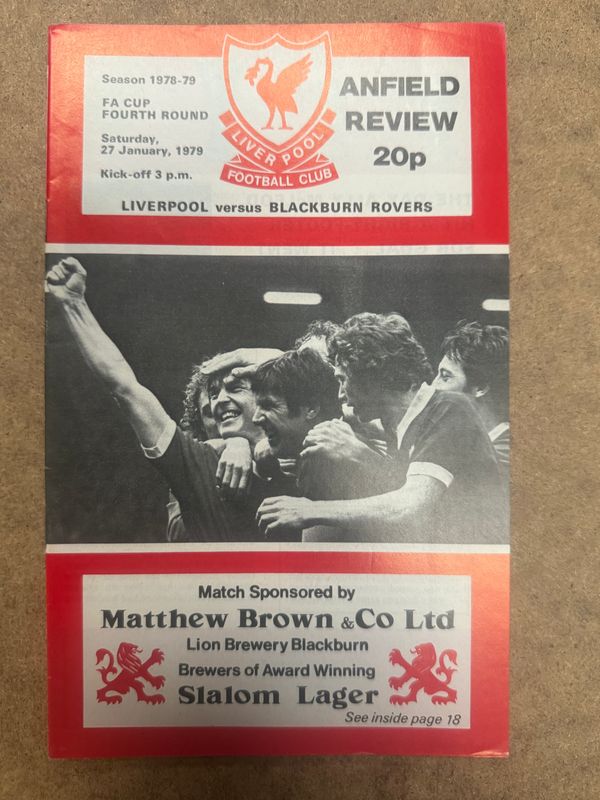 Season 1978-79
FA CUP
FOURTH ROUND
Saturday,
27 January, 1979
Kick-off 3 p.m.
LIVERPOOL
FOOTBALL CLUB
ANFIELD
REVIEW
20p
LIVERPOOL versus BLACKBURN ROVERS
Match Sponsored by
Matthew Brown & Co Ltd
Lion Brewery Blackburn
Brewers of Award Winning
Slalom Lager
See inside page 18